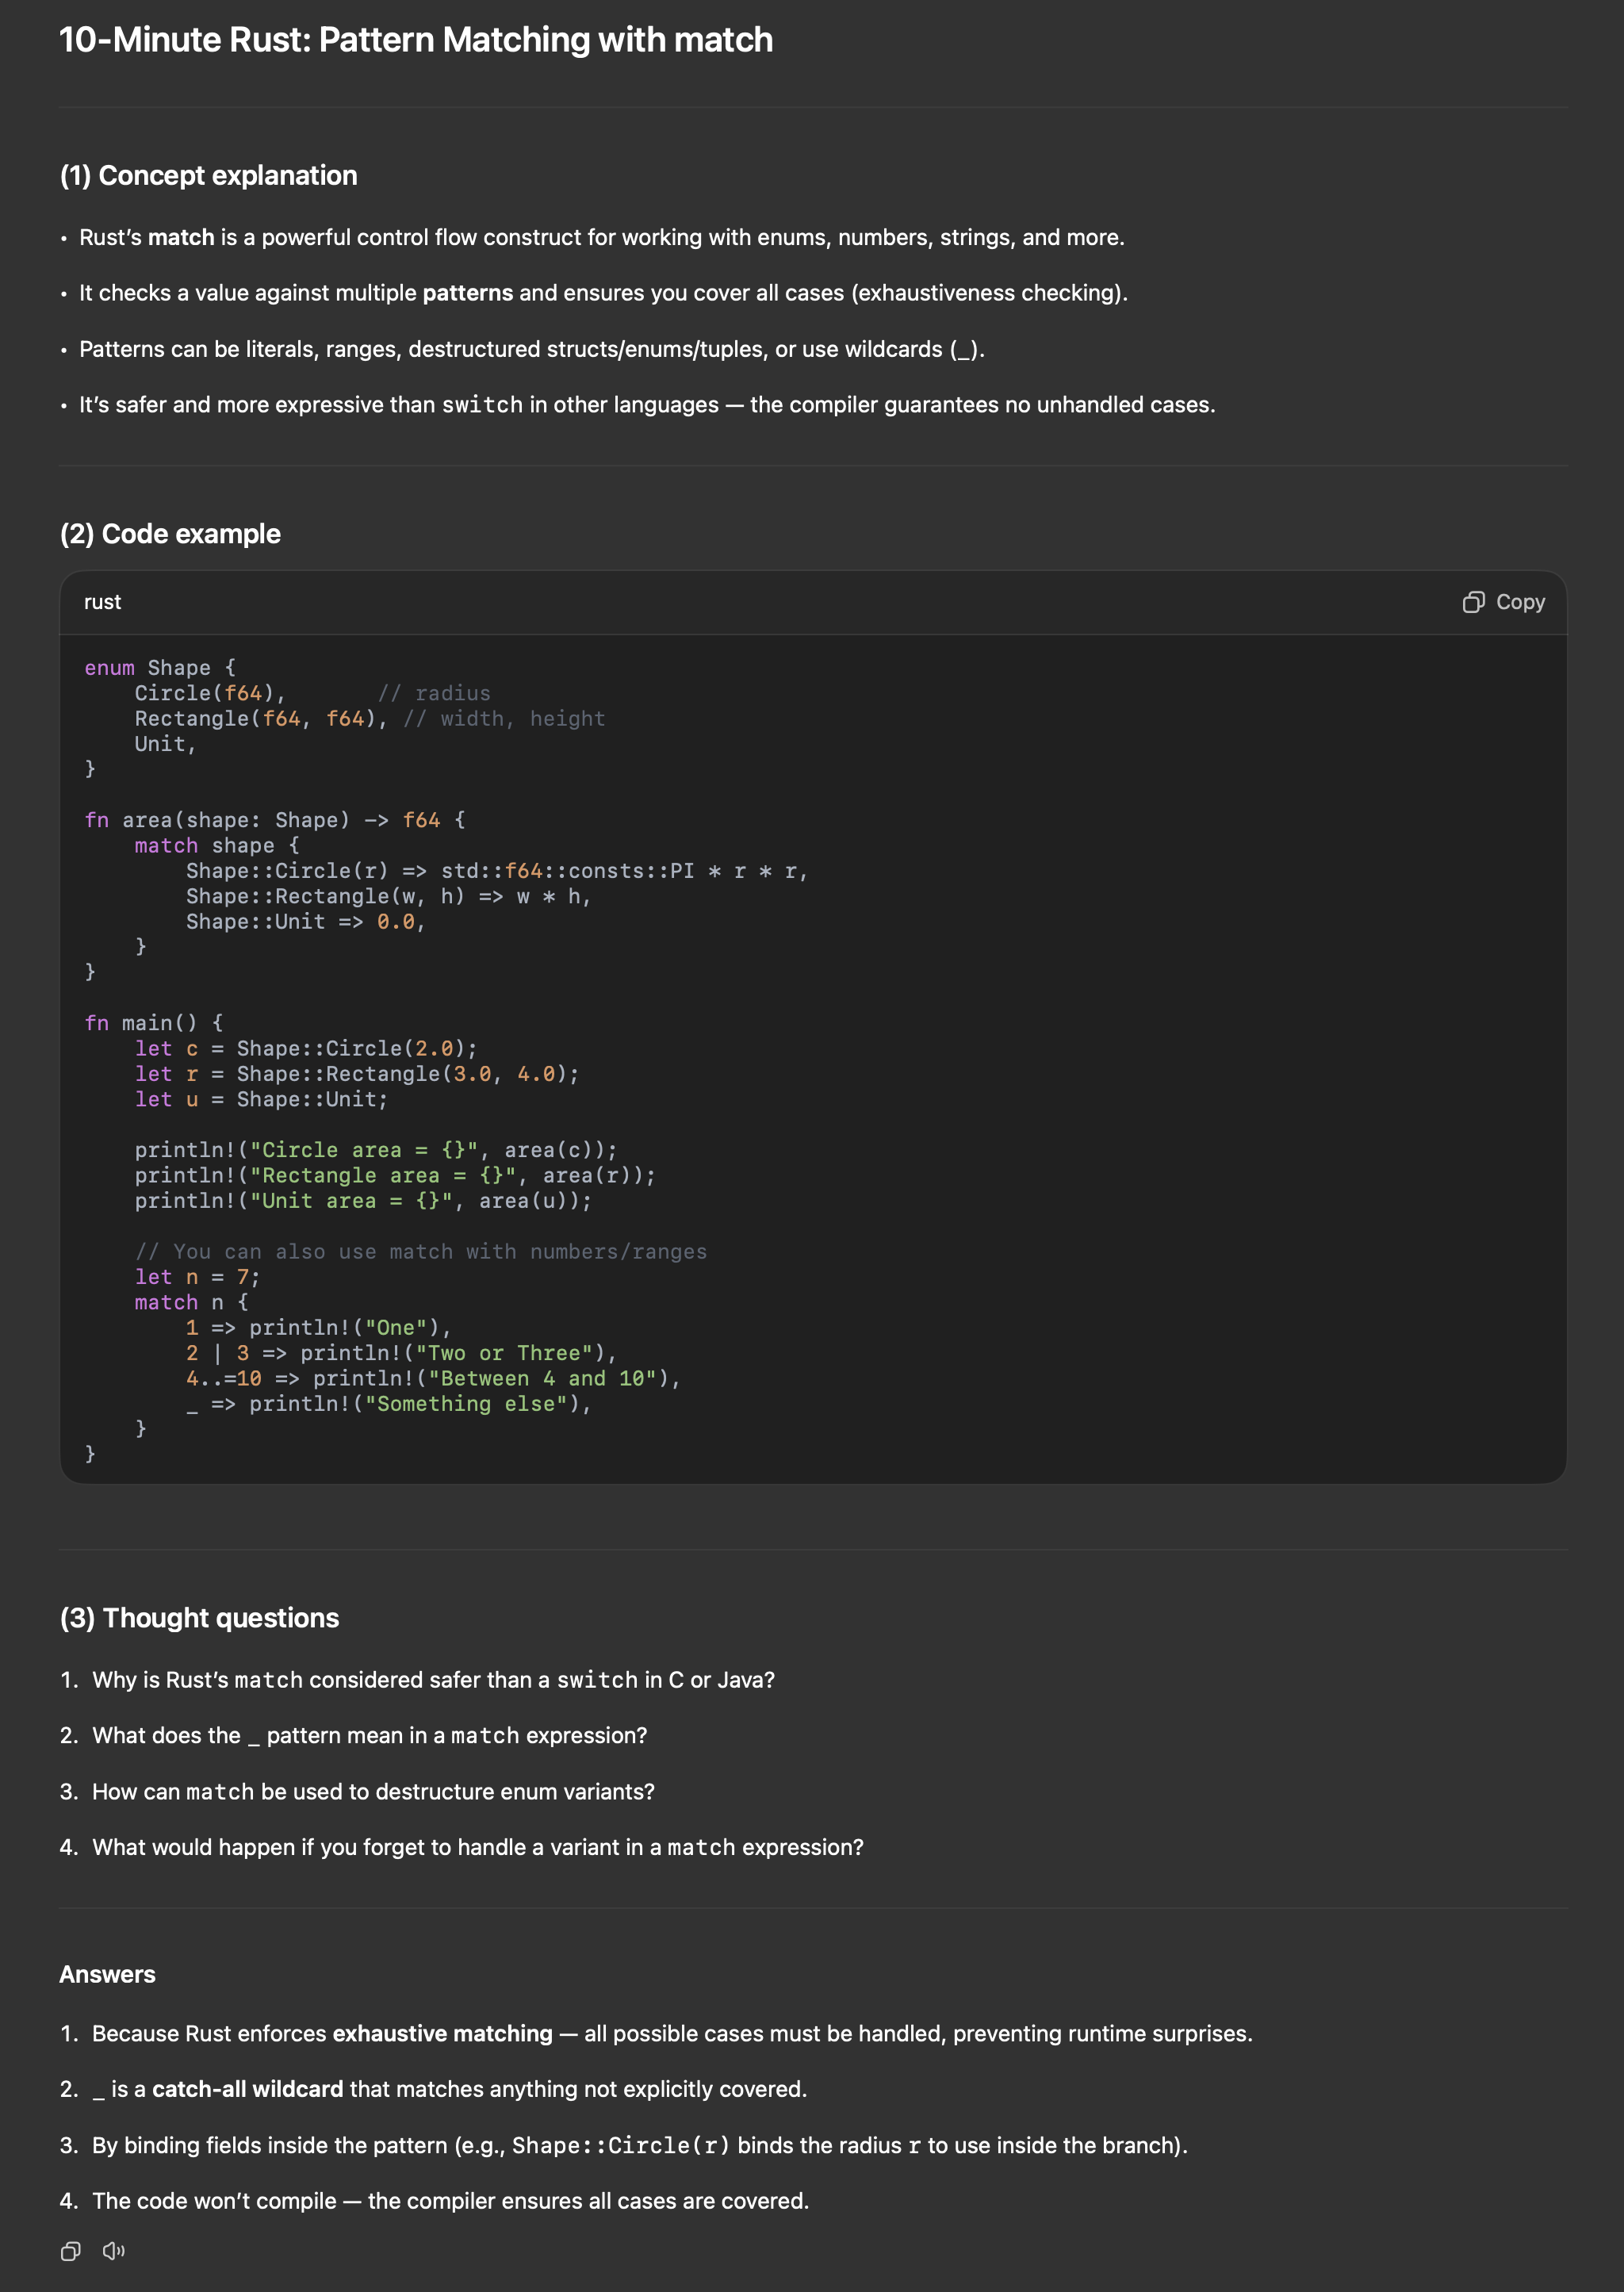 10-Minute Rust: Pattern Matching with match
(1) Concept explanation
• Rust’s match is a powerful control flow construct for working with enums, numbers, strings, and more.
• It checks a value against multiple patterns and ensures you cover all cases (exhaustiveness checking).
• Patterns can be literals, ranges, destructured structs/enums/tuples, or use wildcards (_).
• It’s safer and more expressive than switch in other languages — the compiler guarantees no unhandled cases.
(2) Code example
rust
Copy
enum Shape {
    Circle(f64),       // radius
    Rectangle(f64, f64), // width, height
    Unit,
}
fn area(shape: Shape) -> f64 {
    match shape {
        Shape::Circle(r) => std::f64::consts::PI * r * r,
        Shape::Rectangle(w, h) => w * h,
        Shape::Unit => 0.0,
    }
}
fn main() {
    let c = Shape::Circle(2.0);
    let r = Shape::Rectangle(3.0, 4.0);
    let u = Shape::Unit;
    println!("Circle area = {}", area(c));
    println!("Rectangle area = {}", area(r));
    println!("Unit area = {}", area(u));
    // You can also use match with numbers/ranges
    let n = 7;
    match n {
        1 => println!("One"),
        2 | 3 => println!("Two or Three"),
        4..=10 => println!("Between 4 and 10"),
        _ => println!("Something else"),
    }
}
(3) Thought questions
1. Why is Rust’s match considered safer than a switch in C or Java?
2. What does the _ pattern mean in a match expression?
3. How can match be used to destructure enum variants?
4. What would happen if you forget to handle a variant in a match expression?
Answers
1. Because Rust enforces exhaustive matching — all possible cases must be handled, preventing runtime surprises.
2. _ is a catch-all wildcard that matches anything not explicitly covered.
3. By binding fields inside the pattern (e.g., Shape::Circle(r) binds the radius r to use inside the branch).
4. The code won’t compile — the compiler ensures all cases are covered.